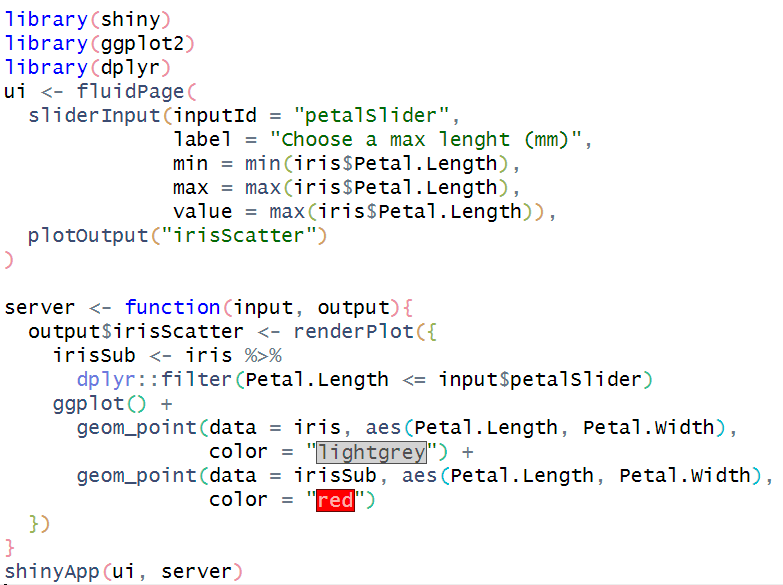 library(shiny)
library(ggplot2)
library(dplyr)
ui <- fluidPage(
  sliderInput(inputId = "petalSlider",
              label = "Choose a max lenght (mm)",
              min = min(iris$Petal.Length),
              max = max(iris$Petal.Length),
              value = max(iris$Petal.Length)),
  plotOutput("irisScatter")
)

server <- function(input, output){
  output$irisScatter <- renderPlot({
    irisSub <- iris %>%
      dplyr::filter(Petal.Length <= input$petalSlider)
    ggplot() +
      geom_point(data = iris, aes(Petal.Length, Petal.Width),
                 color = "lightgrey") +
      geom_point(data = irisSub, aes(Petal.Length, Petal.Width),
                 color = "red")
  })
}
shinyApp(ui, server)